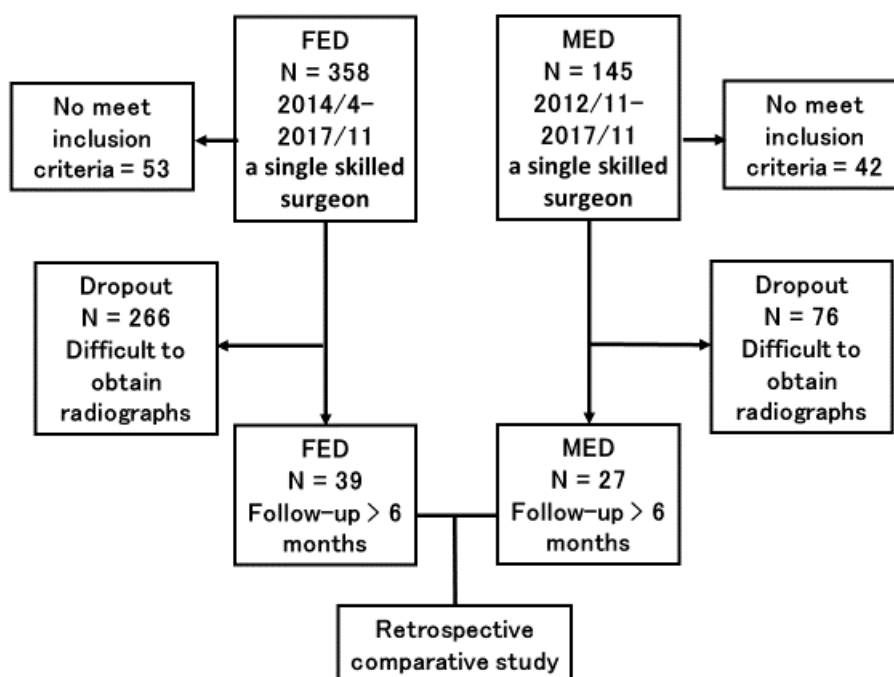 FED
N = 358
2014/4-
2017/11
a single skilled
surgeon
MED
N = 145
2012/11-
2017/11
a single skilled
surgeon
No meet
inclusion
criteria = 53
No meet
inclusion
criteria = 42
Dropout
N = 266
Difficult to
obtain
radiographs
Dropout
N = 76
Difficult to
obtain
radiographs
FED
N = 39
Follow-up > 6
months
MED
N = 27
Follow-up > 6
months
Retrospective
comparative study